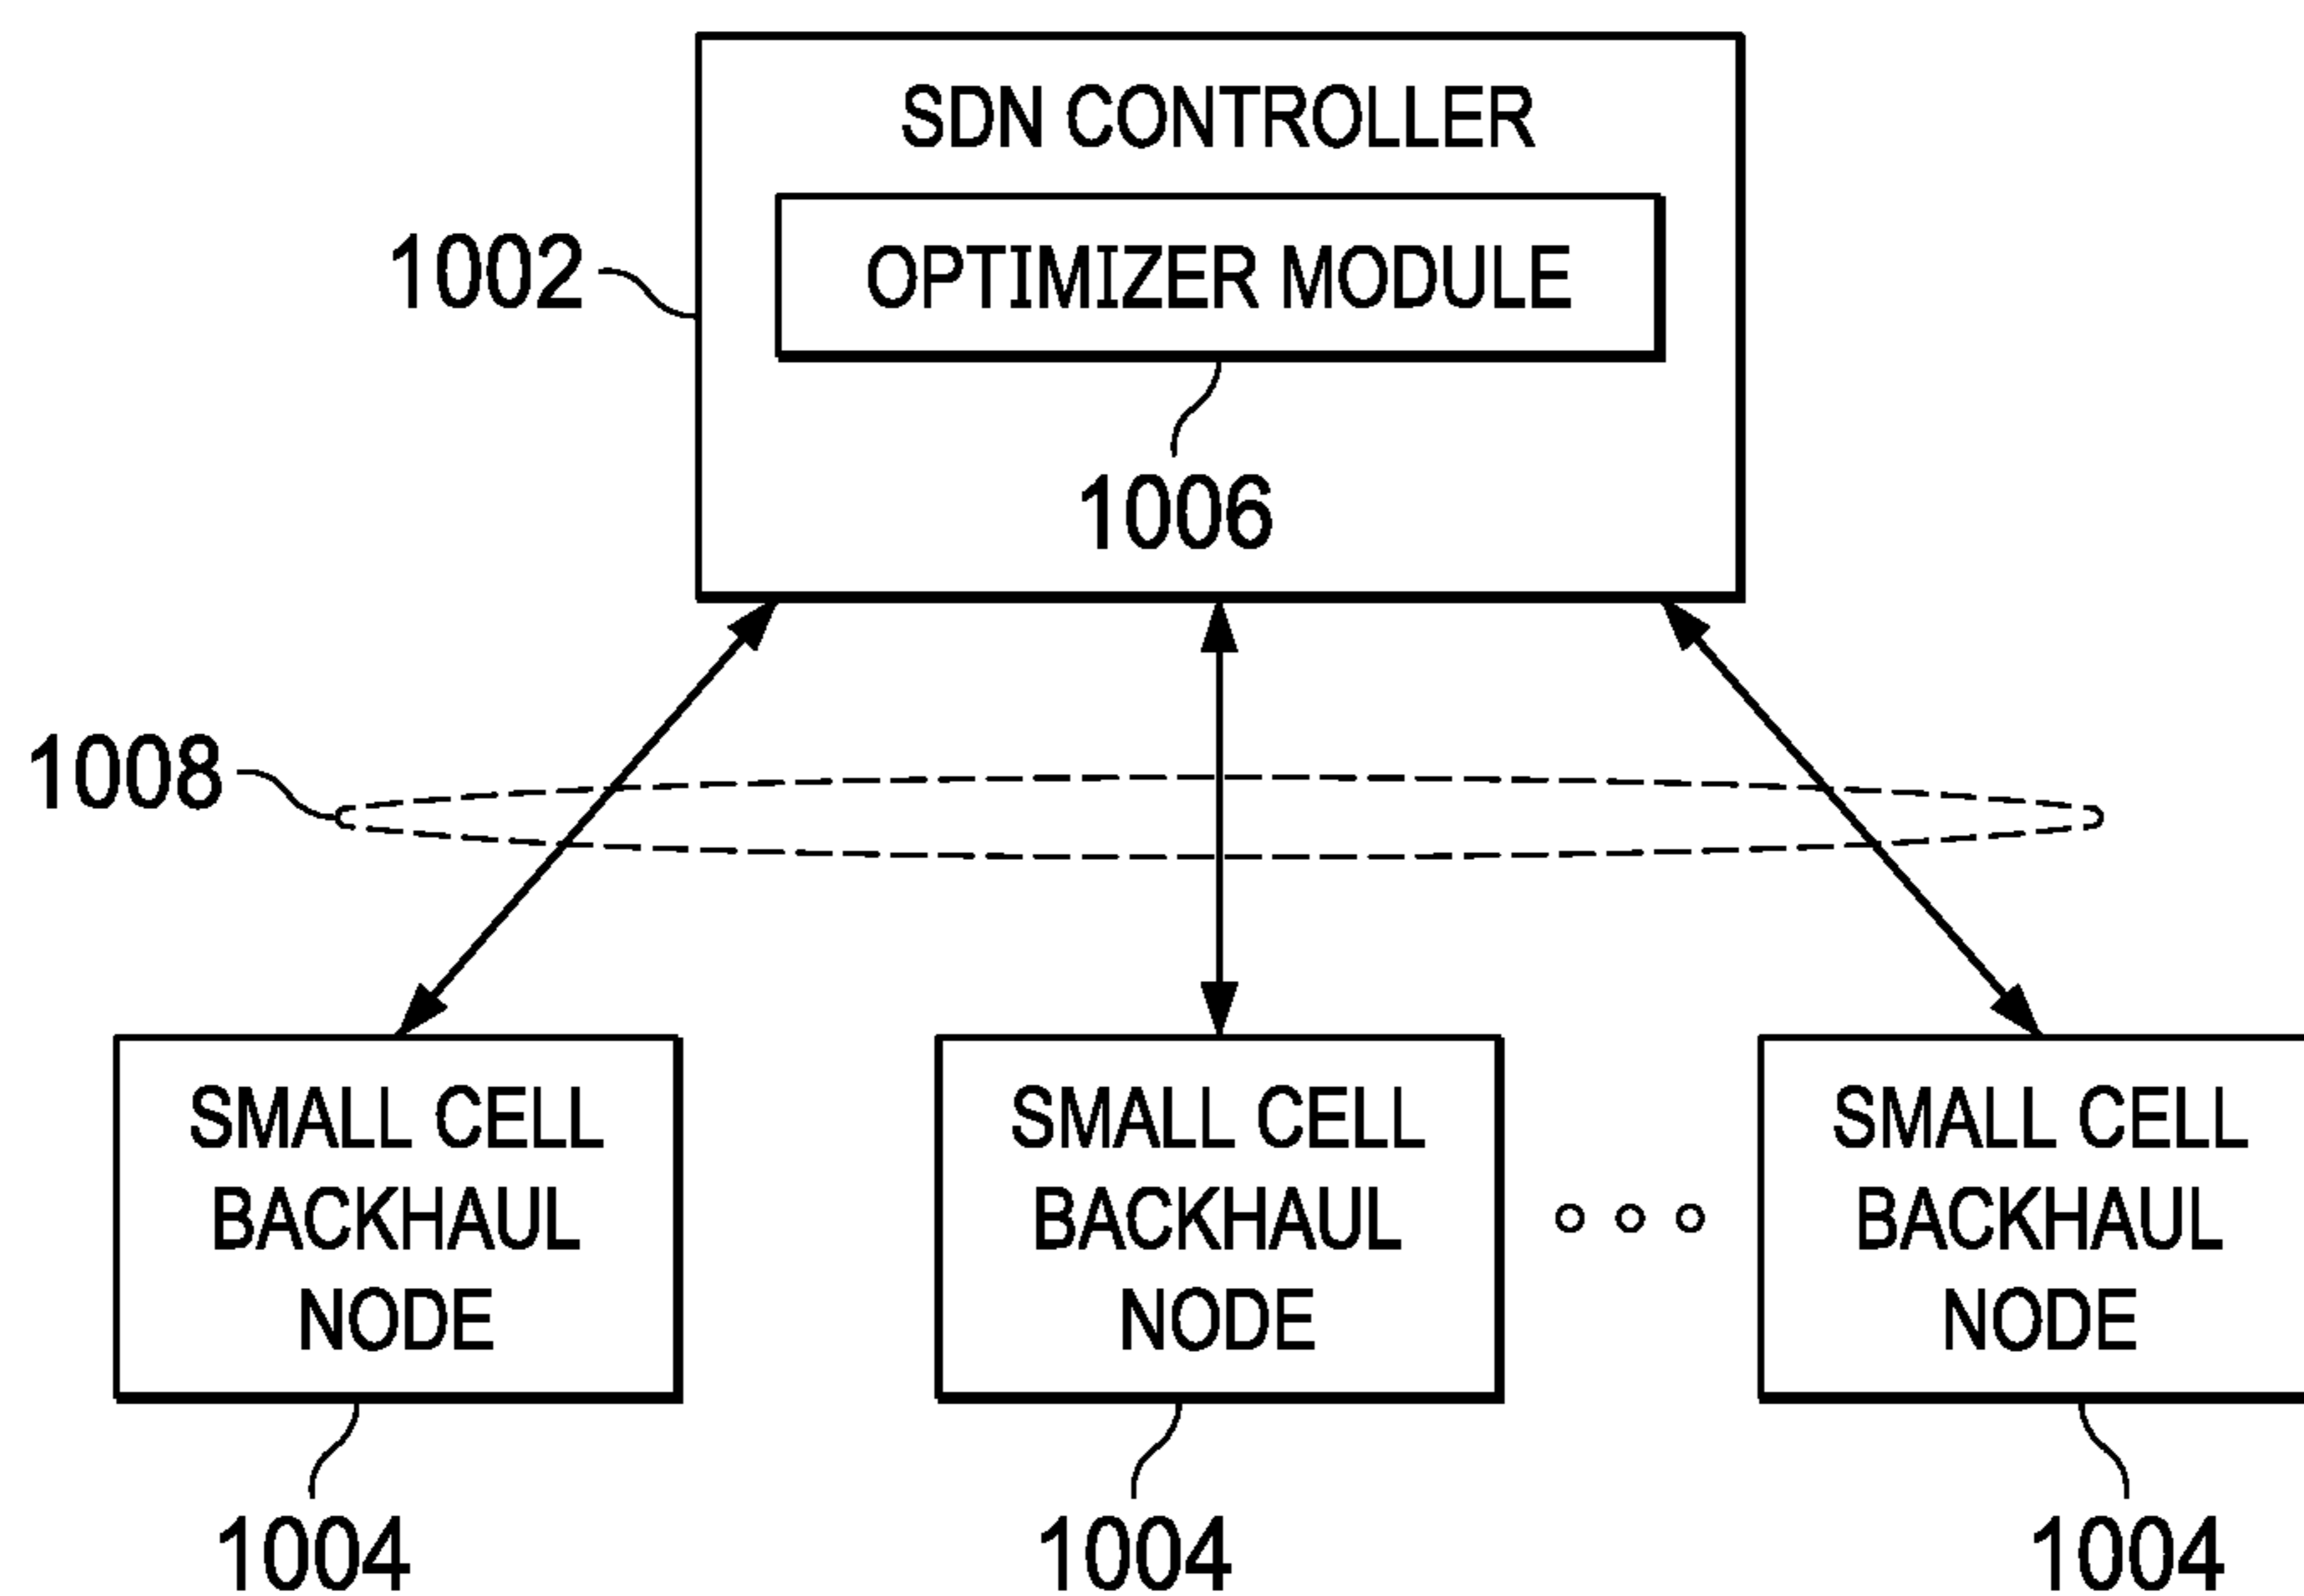 SDN CONTROLLER
OPTIMIZER MODULE
1002
1006
1008
SMALL CELL
BACKHAUL
NODE
SMALL CELL
BACKHAUL
NODE
SMALL CELL
BACKHAUL
NODE
1004
1004
1004